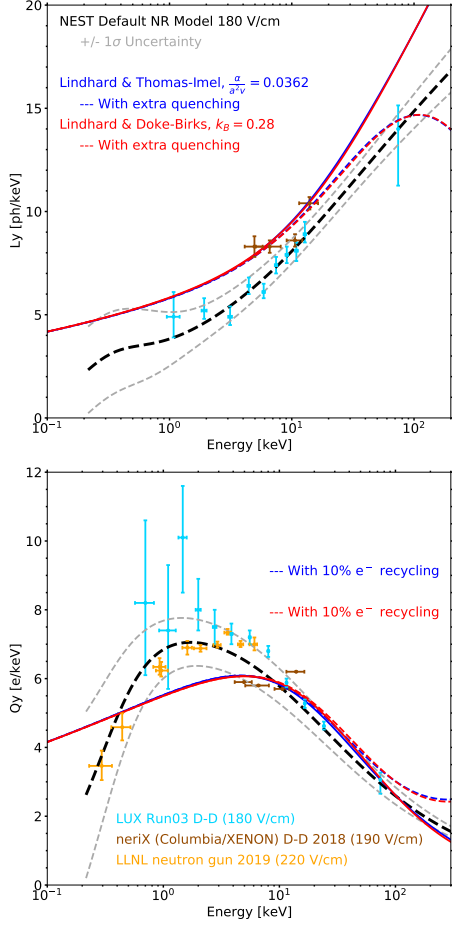 NEST Default NR Model 180 V/cm
+/- 1σ Uncertainty
Lindhard & Thomas-Imel, α/a²v = 0.0362
--- With extra quenching
Lindhard & Doke-Birks, k_B = 0.28
--- With extra quenching
Ly [ph/keV]
20
15
10
5
0
10⁻¹ 10⁰ 10¹ 10²
Energy [keV]
12
10
8
6
4
2
0
Qy [e/keV]
--- With 10% e⁻ recycling
--- With 10% e⁻ recycling
LUX Run03 D-D (180 V/cm)
neriX (Columbia/XENON) D-D 2018 (190 V/cm)
LLNL neutron gun 2019 (220 V/cm)
10⁻¹ 10⁰ 10¹ 10²
Energy [keV]